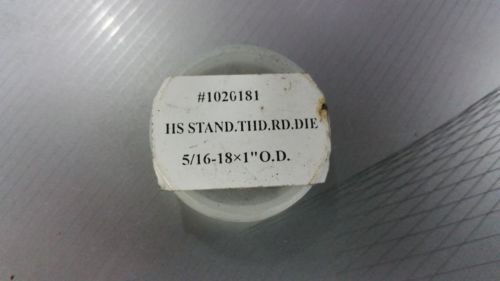 #1020181
HS STAND.THD.RD.DIE
5/16-18×1"O.D.